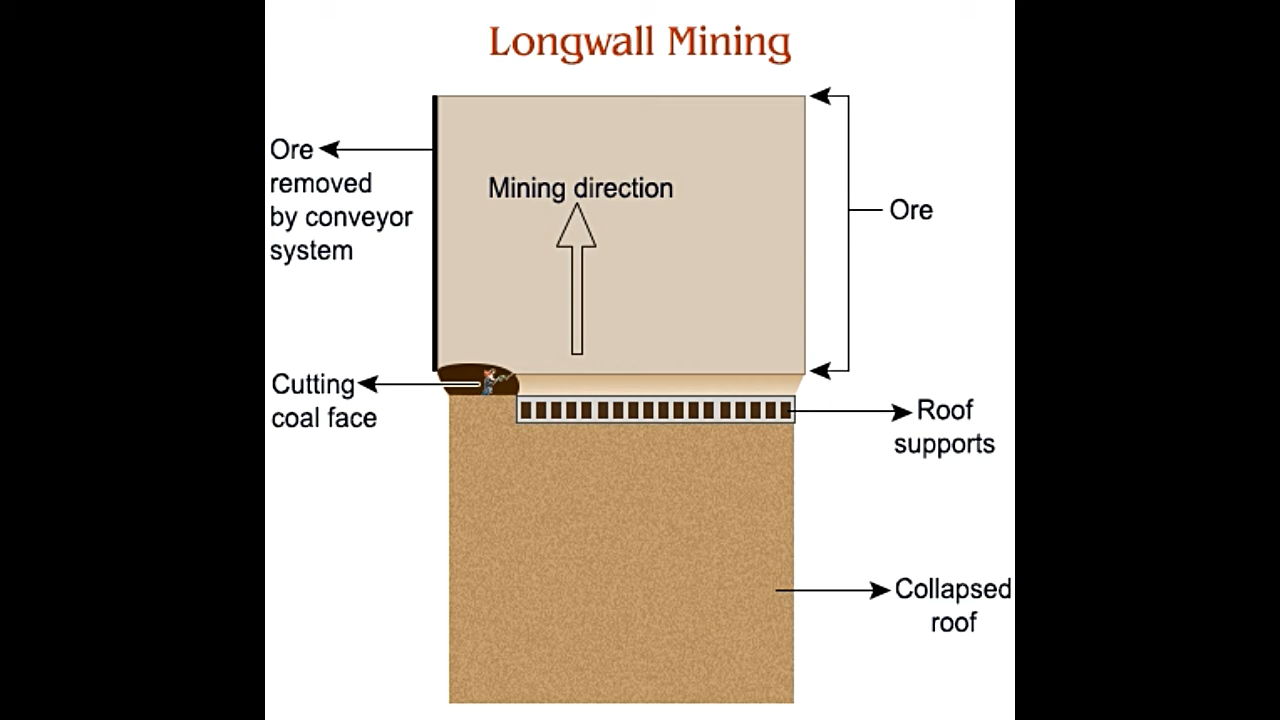 Longwall Mining
Ore
removed
by conveyor
system
Mining direction
Ore
Cutting
coal face
Roof
supports
Collapsed
roof